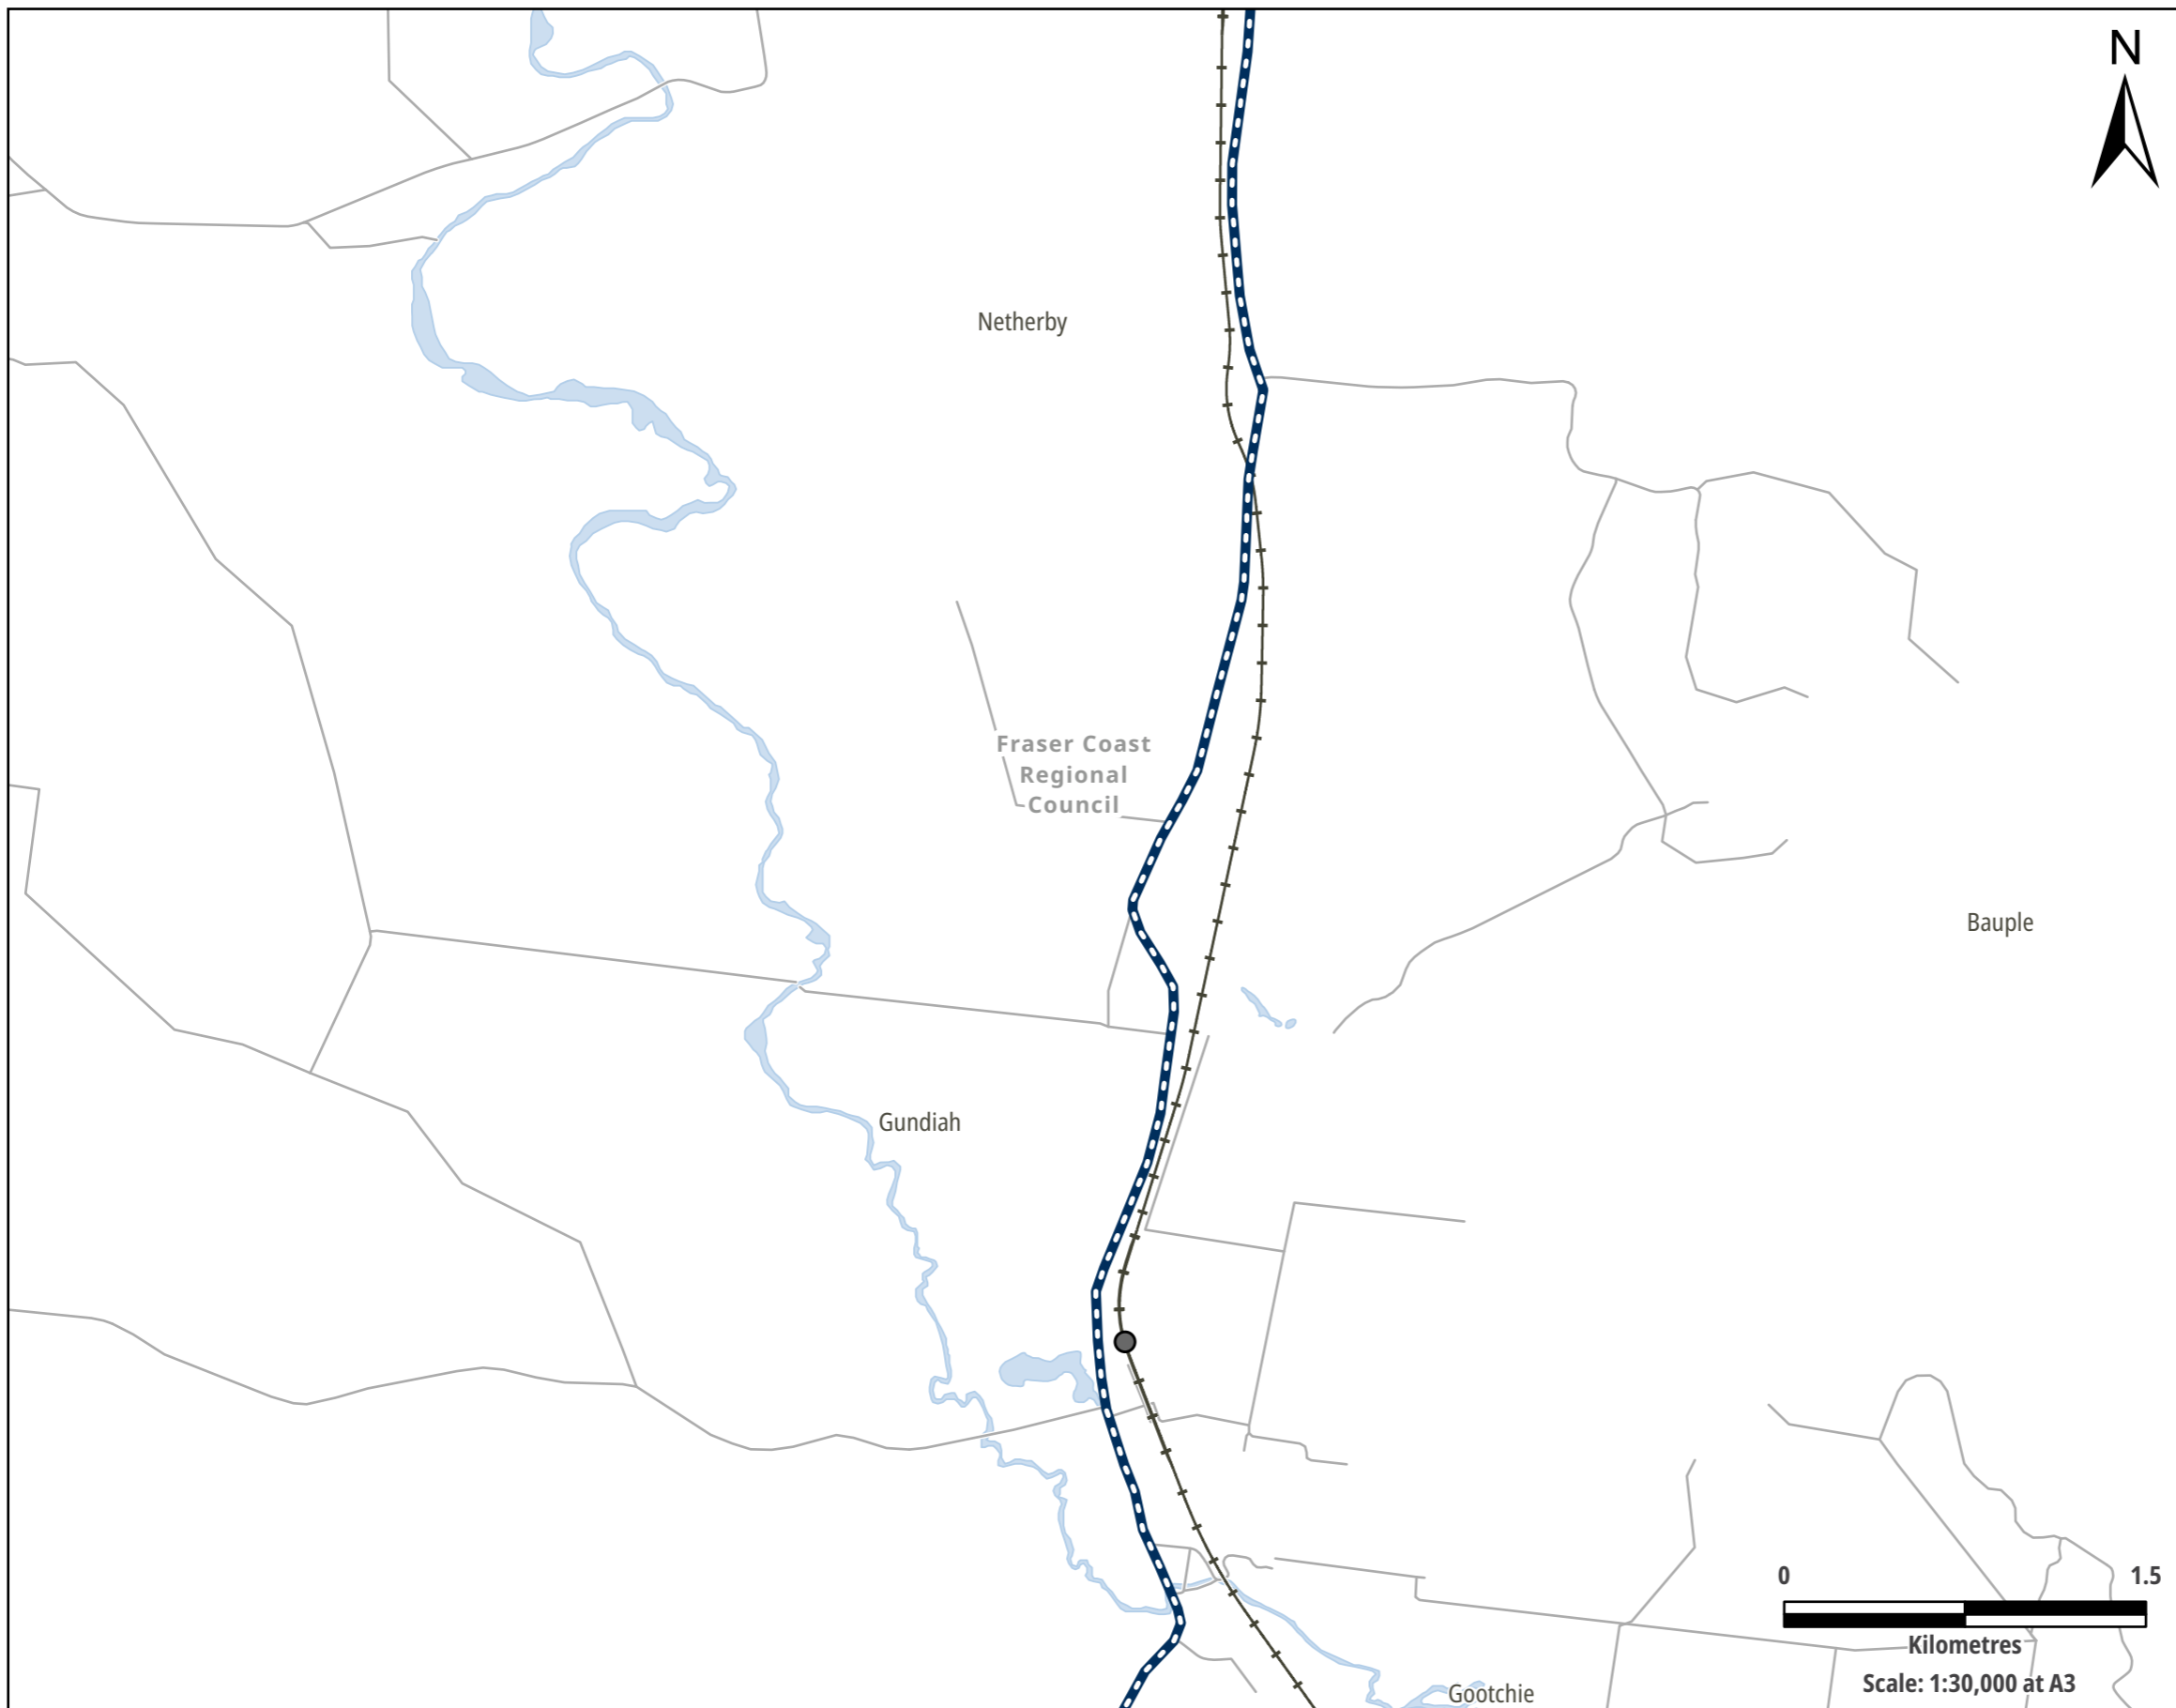 N
Netherby
Fraser Coast
Regional
Council
Bauple
Gundiah
0 1.5
Kilometres
Scale: 1:30,000 at A3
Gootchie